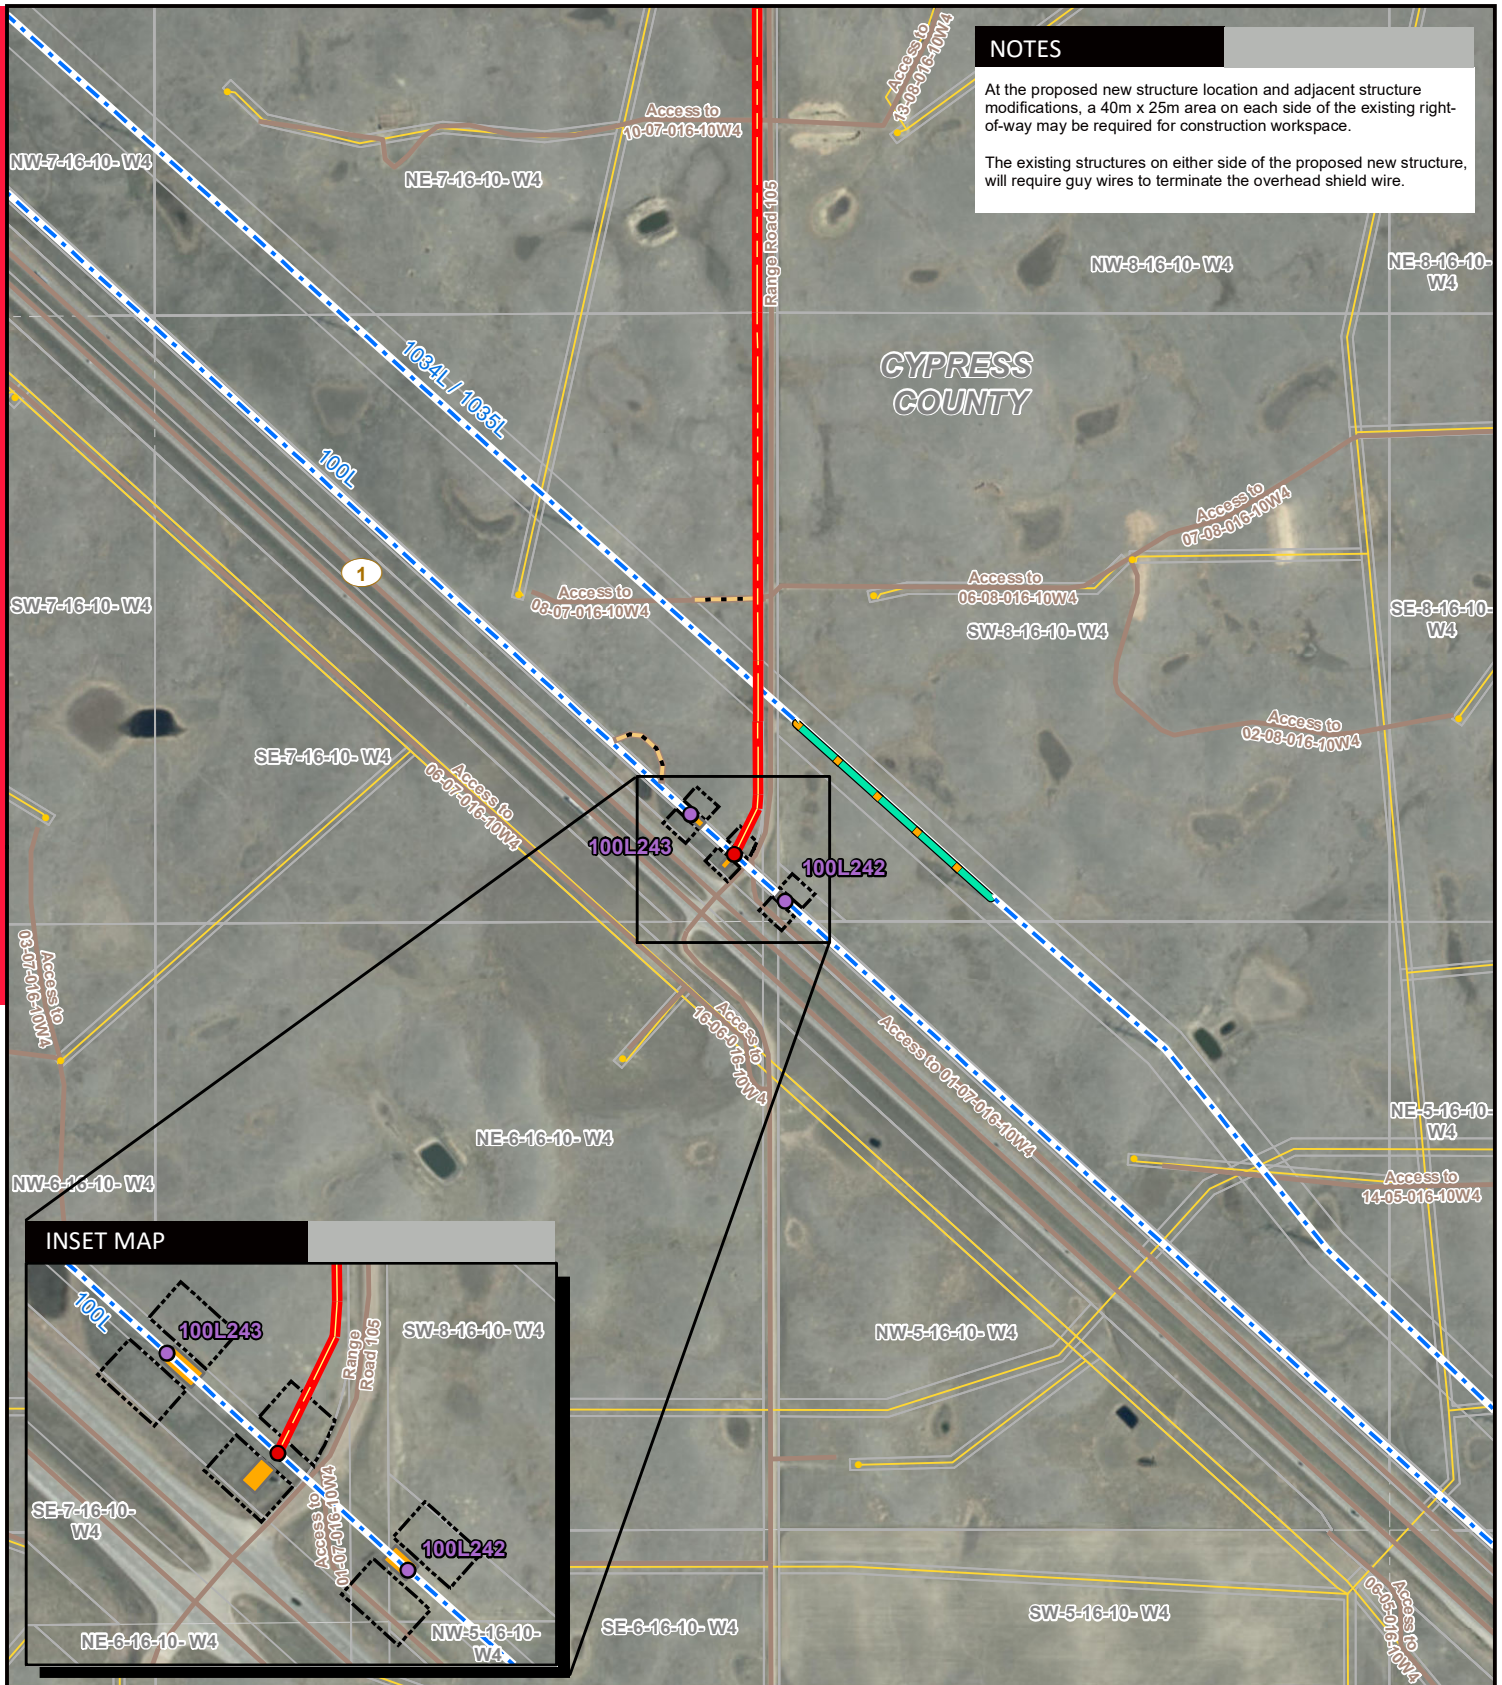 NOTES
At the proposed new structure location and adjacent structure
modifications, a 40m x 25m area on each side of the existing right-
of-way may be required for construction workspace.
The existing structures on either side of the proposed new structure,
will require guy wires to terminate the overhead shield wire.
Access to
13-08-016-10W4
Access to
10-07-016-10W4
NW-7-16-10- W4
NE-7-16-10- W4
Range Road 105
NW-8-16-10- W4
NE-8-16-10-
W4
CYPRESS
COUNTY
1034L / 1035L
100L
1
Access to
07-08-016-10W4
Access to
08-07-016-10W4
Access to
06-08-016-10W4
SW-7-16-10- W4
SW-8-16-10- W4
SE-8-16-10-
W4
Access to
02-08-016-10W4
SE-7-16-10- W4
Access to
06-07-016-10W4
100L243
100L242
Access to
03-07-016-10W4
Access to
16-06-016-10W4
Access to 01-07-016-10W4
NE-5-16-10-
W4
NE-6-16-10- W4
NW-6-16-10- W4
Access to
14-05-016-10W4
INSET MAP
100L
100L243
SW-8-16-10- W4
Range
Road 105
NW-5-16-10- W4
SE-7-16-10-
W4
Access to
01-07-016-10W4
100L242
NE-6-16-10- W4
NW-5-16-10-
W4
SE-6-16-10- W4
SW-5-16-10- W4
Access to
06-05-016-10W4